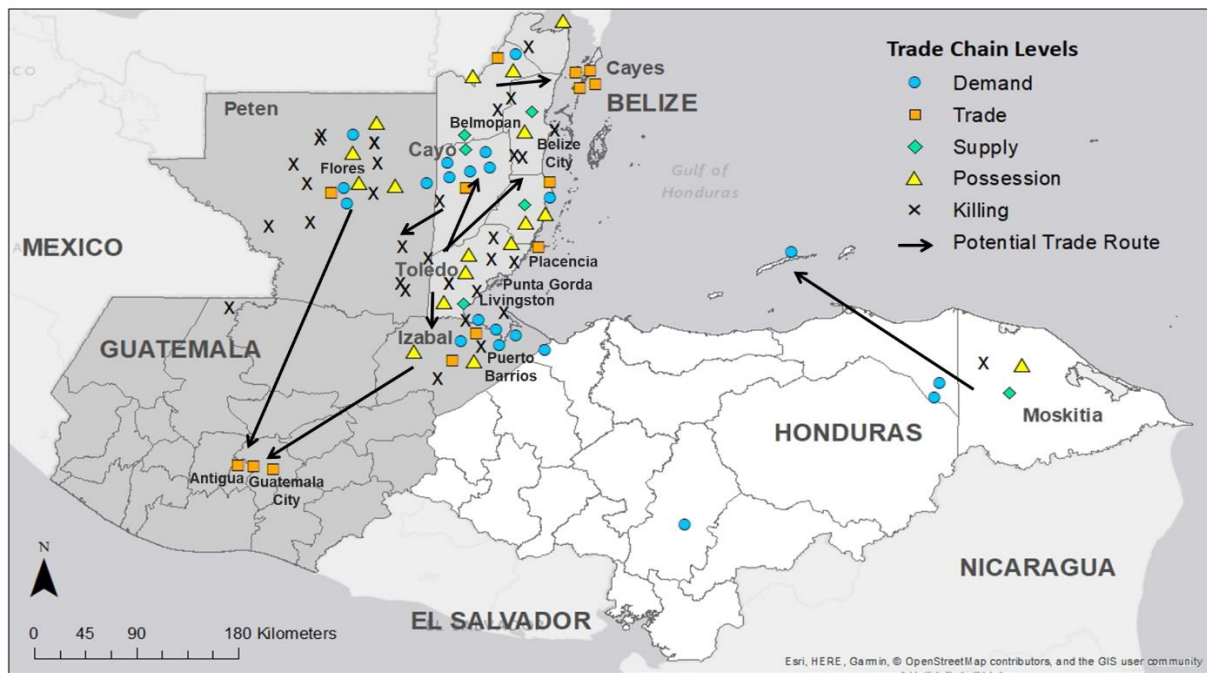 Trade Chain Levels
Demand
Trade
Supply
Possession
Killing
Potential Trade Route
Cayes
BELIZE
Peten
Belmopan
Belize
City
Cayo
Flores
Gulf of
Honduras
MEXICO
Toledo
Placencia
Punta Gorda
Livingston
Izabal
GUATEMALA
Puerto
Barrios
Moskitia
HONDURAS
Antigua
Guatemala
City
NICARAGUA
EL SALVADOR
N
0 45 90 180 Kilometers
Esri, HERE, Garmin, © OpenStreetMap contributors, and the GIS user community